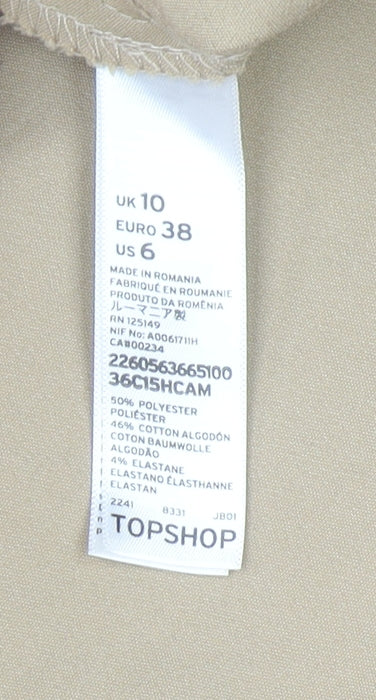 UK 10
EURO 38
US 6
MADE IN ROMANIA
FABRIQUÉ EN ROUMANIE
PRODUTO DA ROMÊNIA
ルーマニア製
RN 125149
NIF No: A0061711H
CA#00234
2260563665100
36C15HCAM
50% POLYESTER
POLIÉSTER
46% COTTON ALGODÓN
COTON BAUMWOLLE
ALGODÃO
4% ELASTANE
ELASTANO ÉLASTHANNE
ELASTAN
2241 8331 JB01
TOPSHOP